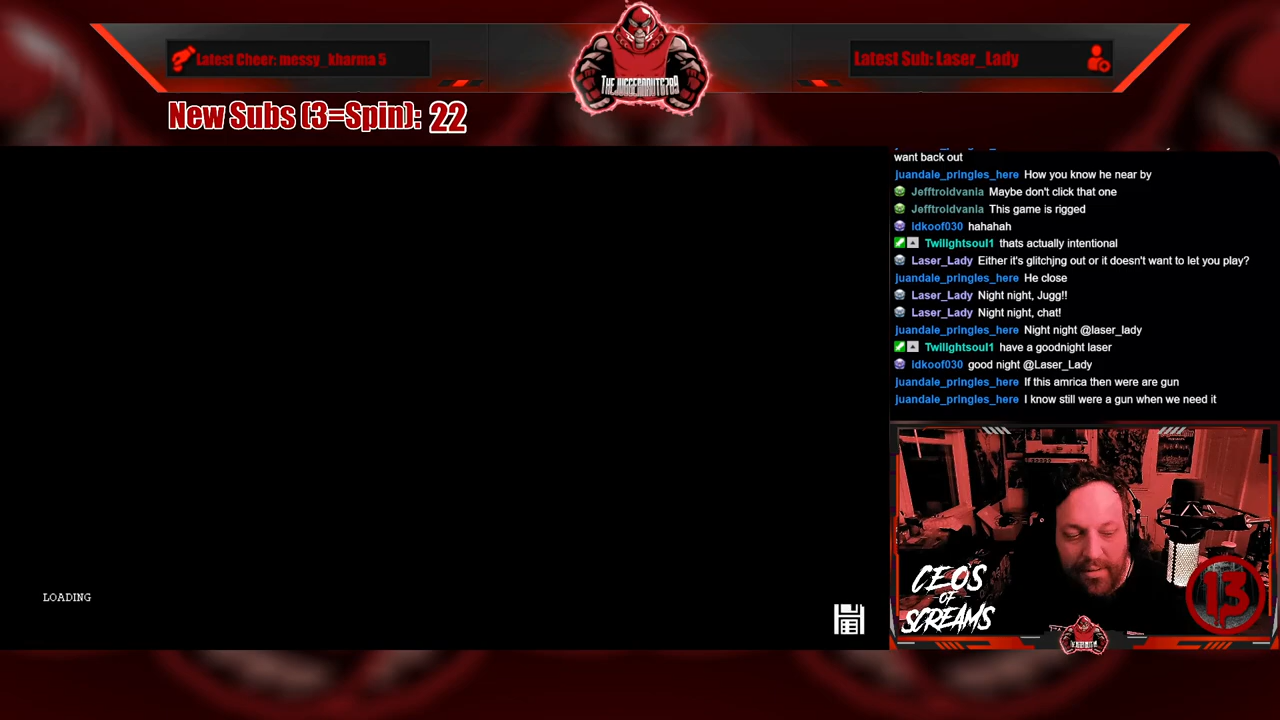 Latest Cheer: messy_kharma 5
THEJUGGERNAUT6789
Latest Sub: Laser_Lady
New Subs (3=Spin): 22
want back out
juandale_pringles_here How you know he near by
Jefftroldvania Maybe don't click that one
Jefftroldvania This game is rigged
idkoof030 hahahah
Twilightsoul1 thats actually intentional
Laser_Lady Either it's glitchjng out or it doesn't want to let you play?
juandale_pringles_here He close
Laser_Lady Night night, Jugg!!
Laser_Lady Night night, chat!
juandale_pringles_here Night night @laser_lady
Twilightsoul1 have a goodnight laser
idkoof030 good night @Laser_Lady
juandale_pringles_here If this amrica then were are gun
juandale_pringles_here I know still were a gun when we need it
CEOS
OF
SCREAMS
13
LOADING